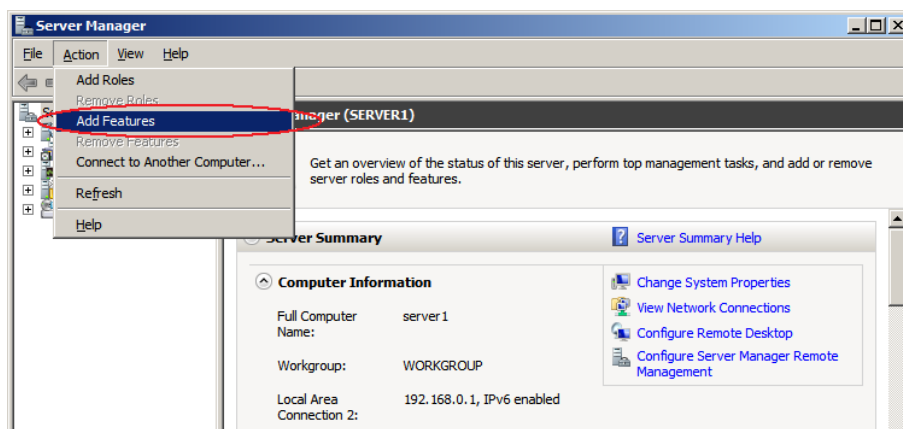 Server Manager
File Action View Help
Add Roles
Remove Roles
Add Features
Remove Features
Connect to Another Computer...
Refresh
Help
(SERVER1)
Get an overview of the status of this server, perform top management tasks, and add or remove
server roles and features.
Server Summary
Server Summary Help
Computer Information
Full Computer
Name:
server1
Workgroup:
WORKGROUP
Local Area
Connection 2:
192.168.0.1, IPv6 enabled
Change System Properties
View Network Connections
Configure Remote Desktop
Configure Server Manager Remote
Management